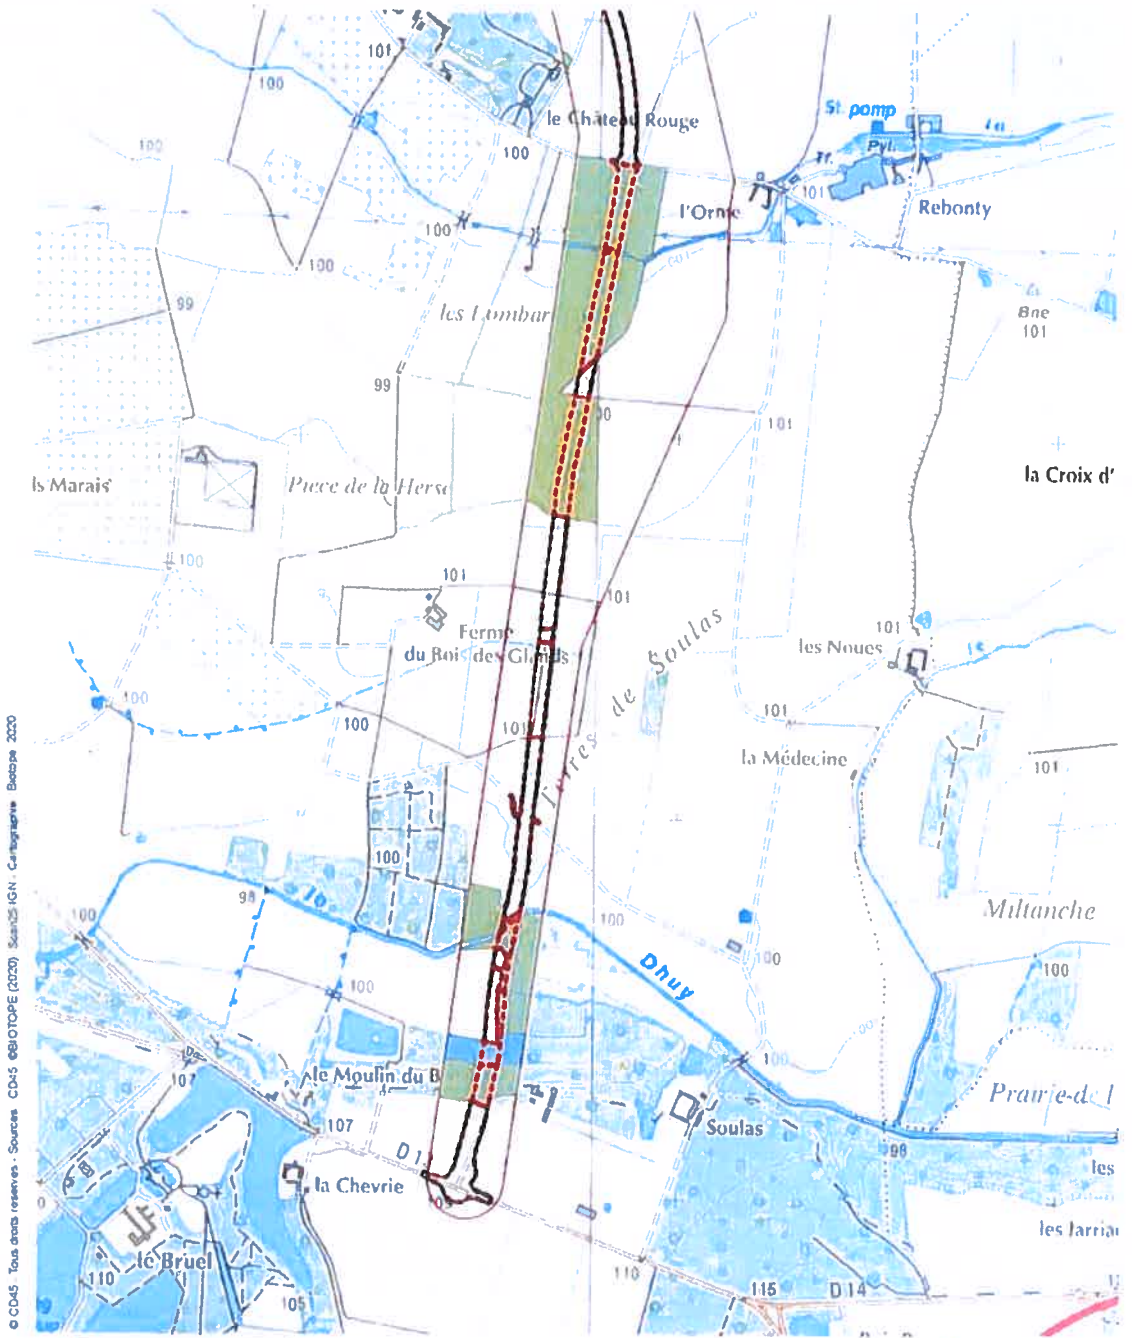 101
100
le Château Rouge
St. pomp
100
100
Tr.
Pyl.
101
l'Orme
Rebonty
100
100
99
les Lombar
Bne
101
99
101
ls Marais
Piece de la Herse
la Croix d'
100
101
101
Ferme
du Bois des Glands
101
les Noues
Terres de Soulas
100
100
101
101
la Médecine
101
100
98
100
100
Miltanche
100
100
100
Dhuy
100
Prairie-de l
107
le Moulin du B
107
Soulas
98
D 1
la Chevrie
les
les Jarria
le Bruel
110
105
110
115
D 14
© CD45 - Tous droits réservés - Sources : CD45 ©BIOTOPE (2020) Scan25 IGN - Cartographie Biotope 2020